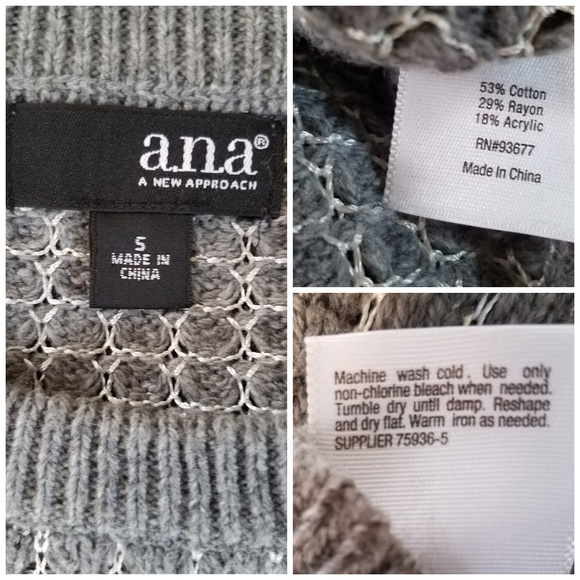 a.n.a®
A NEW APPROACH
S
MADE IN
CHINA
53% Cotton
29% Rayon
18% Acrylic
RN#93677
Made In China
Machine wash cold. Use only
non-chlorine bleach when needed.
Tumble dry until damp. Reshape
and dry flat. Warm iron as needed.
SUPPLIER 75936-5